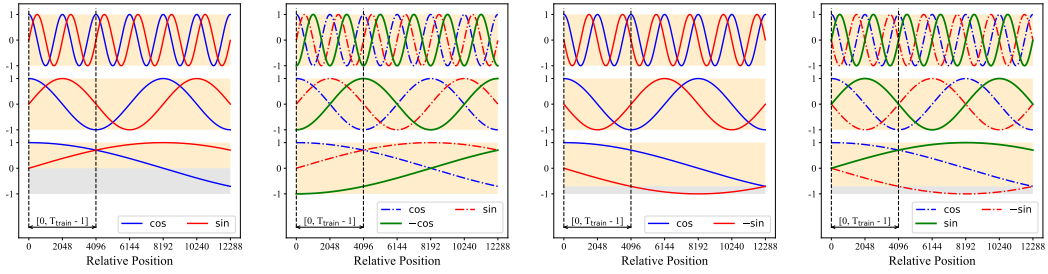 1
0
-1
1
0
-1
1
0
-1
[0, T_train - 1]
cos sin
0 2048 4096 6144 8192 10240 12288
Relative Position
1
0
-1
1
0
-1
1
0
-1
[0, T_train - 1]
cos sin
−cos
0 2048 4096 6144 8192 10240 12288
Relative Position
1
0
-1
1
0
-1
1
0
-1
[0, T_train - 1]
cos −sin
0 2048 4096 6144 8192 10240 12288
Relative Position
1
0
-1
1
0
-1
1
0
-1
[0, T_train - 1]
cos −sin
sin
0 2048 4096 6144 8192 10240 12288
Relative Position